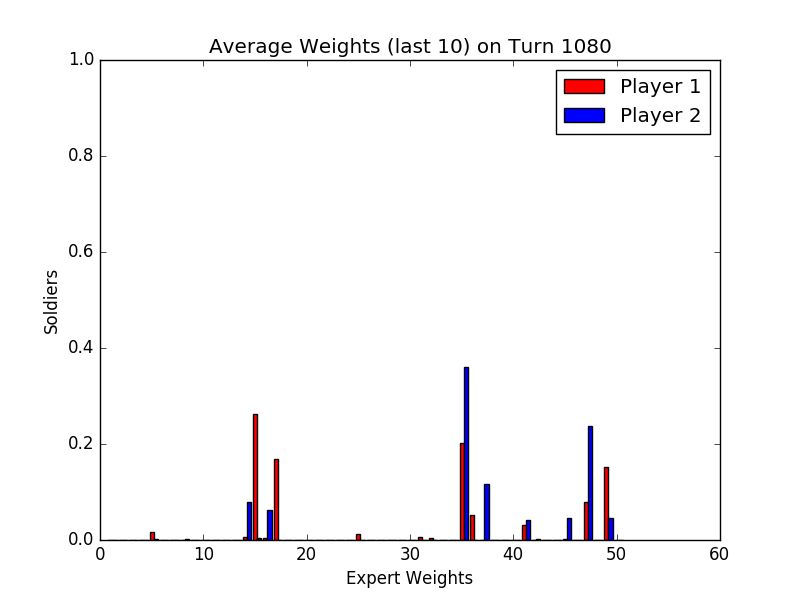 Average Weights (last 10) on Turn 1080
1.0
0.8
0.6
0.4
0.2
0.0
Soldiers
Player 1
Player 2
0 10 20 30 40 50 60
Expert Weights